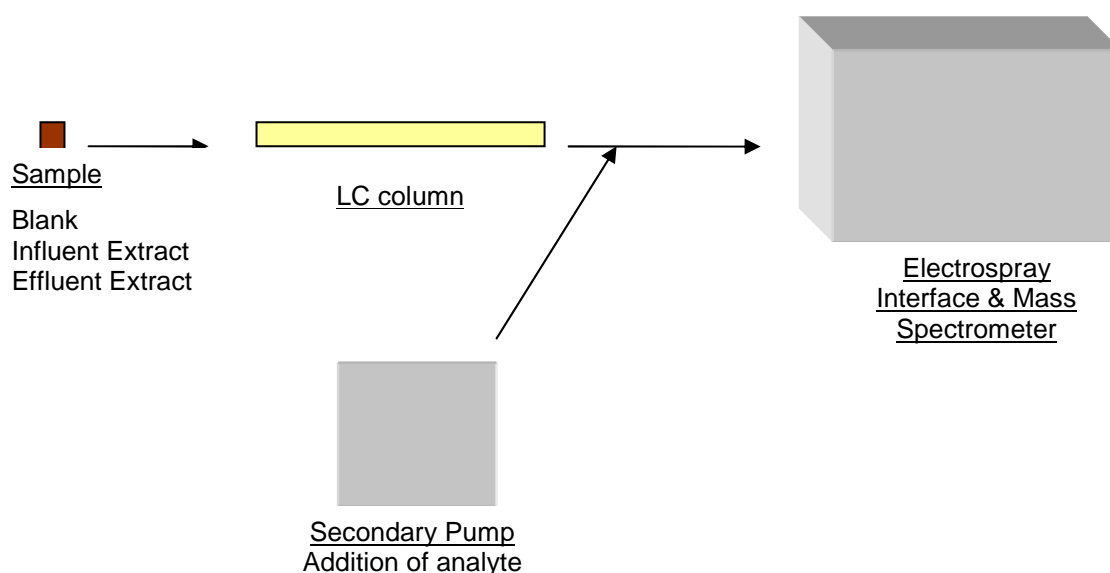 Sample
Blank
Influent Extract
Effluent Extract
LC column
Electrospray
Interface & Mass
Spectrometer
Secondary Pump
Addition of analyte